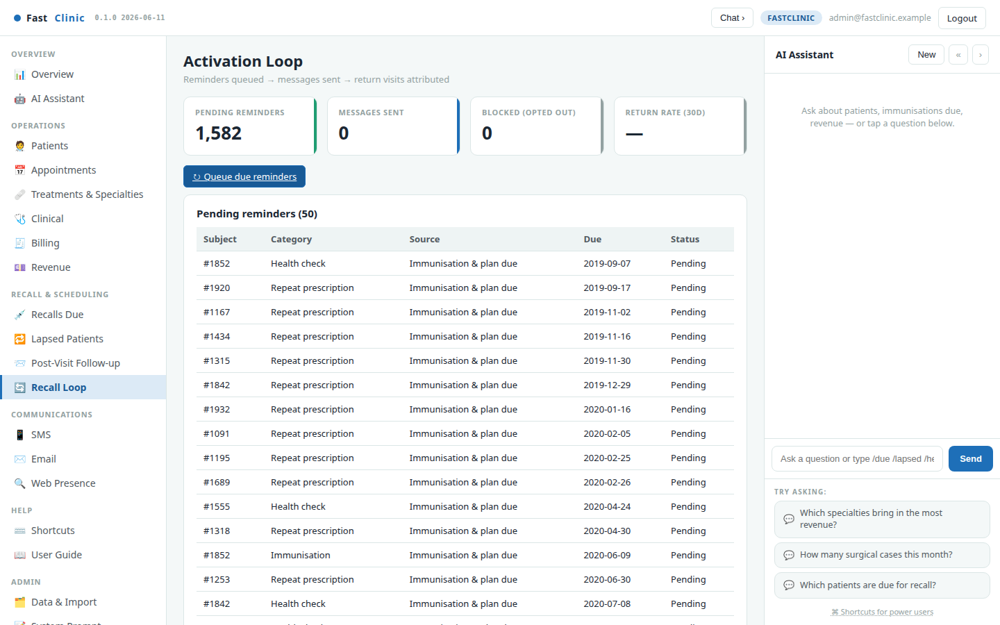 Fast Clinic 0.1.0 2026-06-11
Chat › FASTCLINIC admin@fastclinic.example Logout
OVERVIEW
Overview
AI Assistant
OPERATIONS
Patients
Appointments
Treatments & Specialties
Clinical
Billing
Revenue
RECALL & SCHEDULING
Recalls Due
Lapsed Patients
Post-Visit Follow-up
Recall Loop
COMMUNICATIONS
SMS
Email
Web Presence
HELP
Shortcuts
User Guide
ADMIN
Data & Import
Activation Loop
Reminders queued → messages sent → return visits attributed
PENDING REMINDERS
1,582
MESSAGES SENT
0
BLOCKED (OPTED OUT)
0
RETURN RATE (30D)
—
↻ Queue due reminders
Pending reminders (50)
Subject Category Source Due Status
#1852 Health check Immunisation & plan due 2019-09-07 Pending
#1920 Repeat prescription Immunisation & plan due 2019-09-17 Pending
#1167 Repeat prescription Immunisation & plan due 2019-11-02 Pending
#1434 Repeat prescription Immunisation & plan due 2019-11-16 Pending
#1315 Repeat prescription Immunisation & plan due 2019-11-30 Pending
#1842 Repeat prescription Immunisation & plan due 2019-12-29 Pending
#1932 Repeat prescription Immunisation & plan due 2020-01-16 Pending
#1091 Repeat prescription Immunisation & plan due 2020-02-05 Pending
#1195 Repeat prescription Immunisation & plan due 2020-02-25 Pending
#1689 Repeat prescription Immunisation & plan due 2020-02-26 Pending
#1555 Health check Immunisation & plan due 2020-04-24 Pending
#1318 Repeat prescription Immunisation & plan due 2020-04-30 Pending
#1852 Immunisation Immunisation & plan due 2020-06-09 Pending
#1253 Repeat prescription Immunisation & plan due 2020-06-30 Pending
#1842 Health check Immunisation & plan due 2020-07-08 Pending
AI Assistant New « ›
Ask about patients, immunisations due,
revenue — or tap a question below.
Ask a question or type /due /lapsed /he
Send
TRY ASKING:
Which specialties bring in the most
revenue?
How many surgical cases this month?
Which patients are due for recall?
⌘ Shortcuts for power users